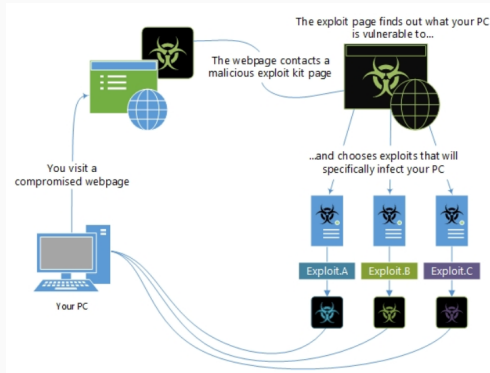 The exploit page finds out what your PC
is vulnerable to...
The webpage contacts a
malicious exploit kit page
You visit a
compromised webpage
...and chooses exploits that will
specifically infect your PC
Exploit.A
Exploit.B
Exploit.C
Your PC